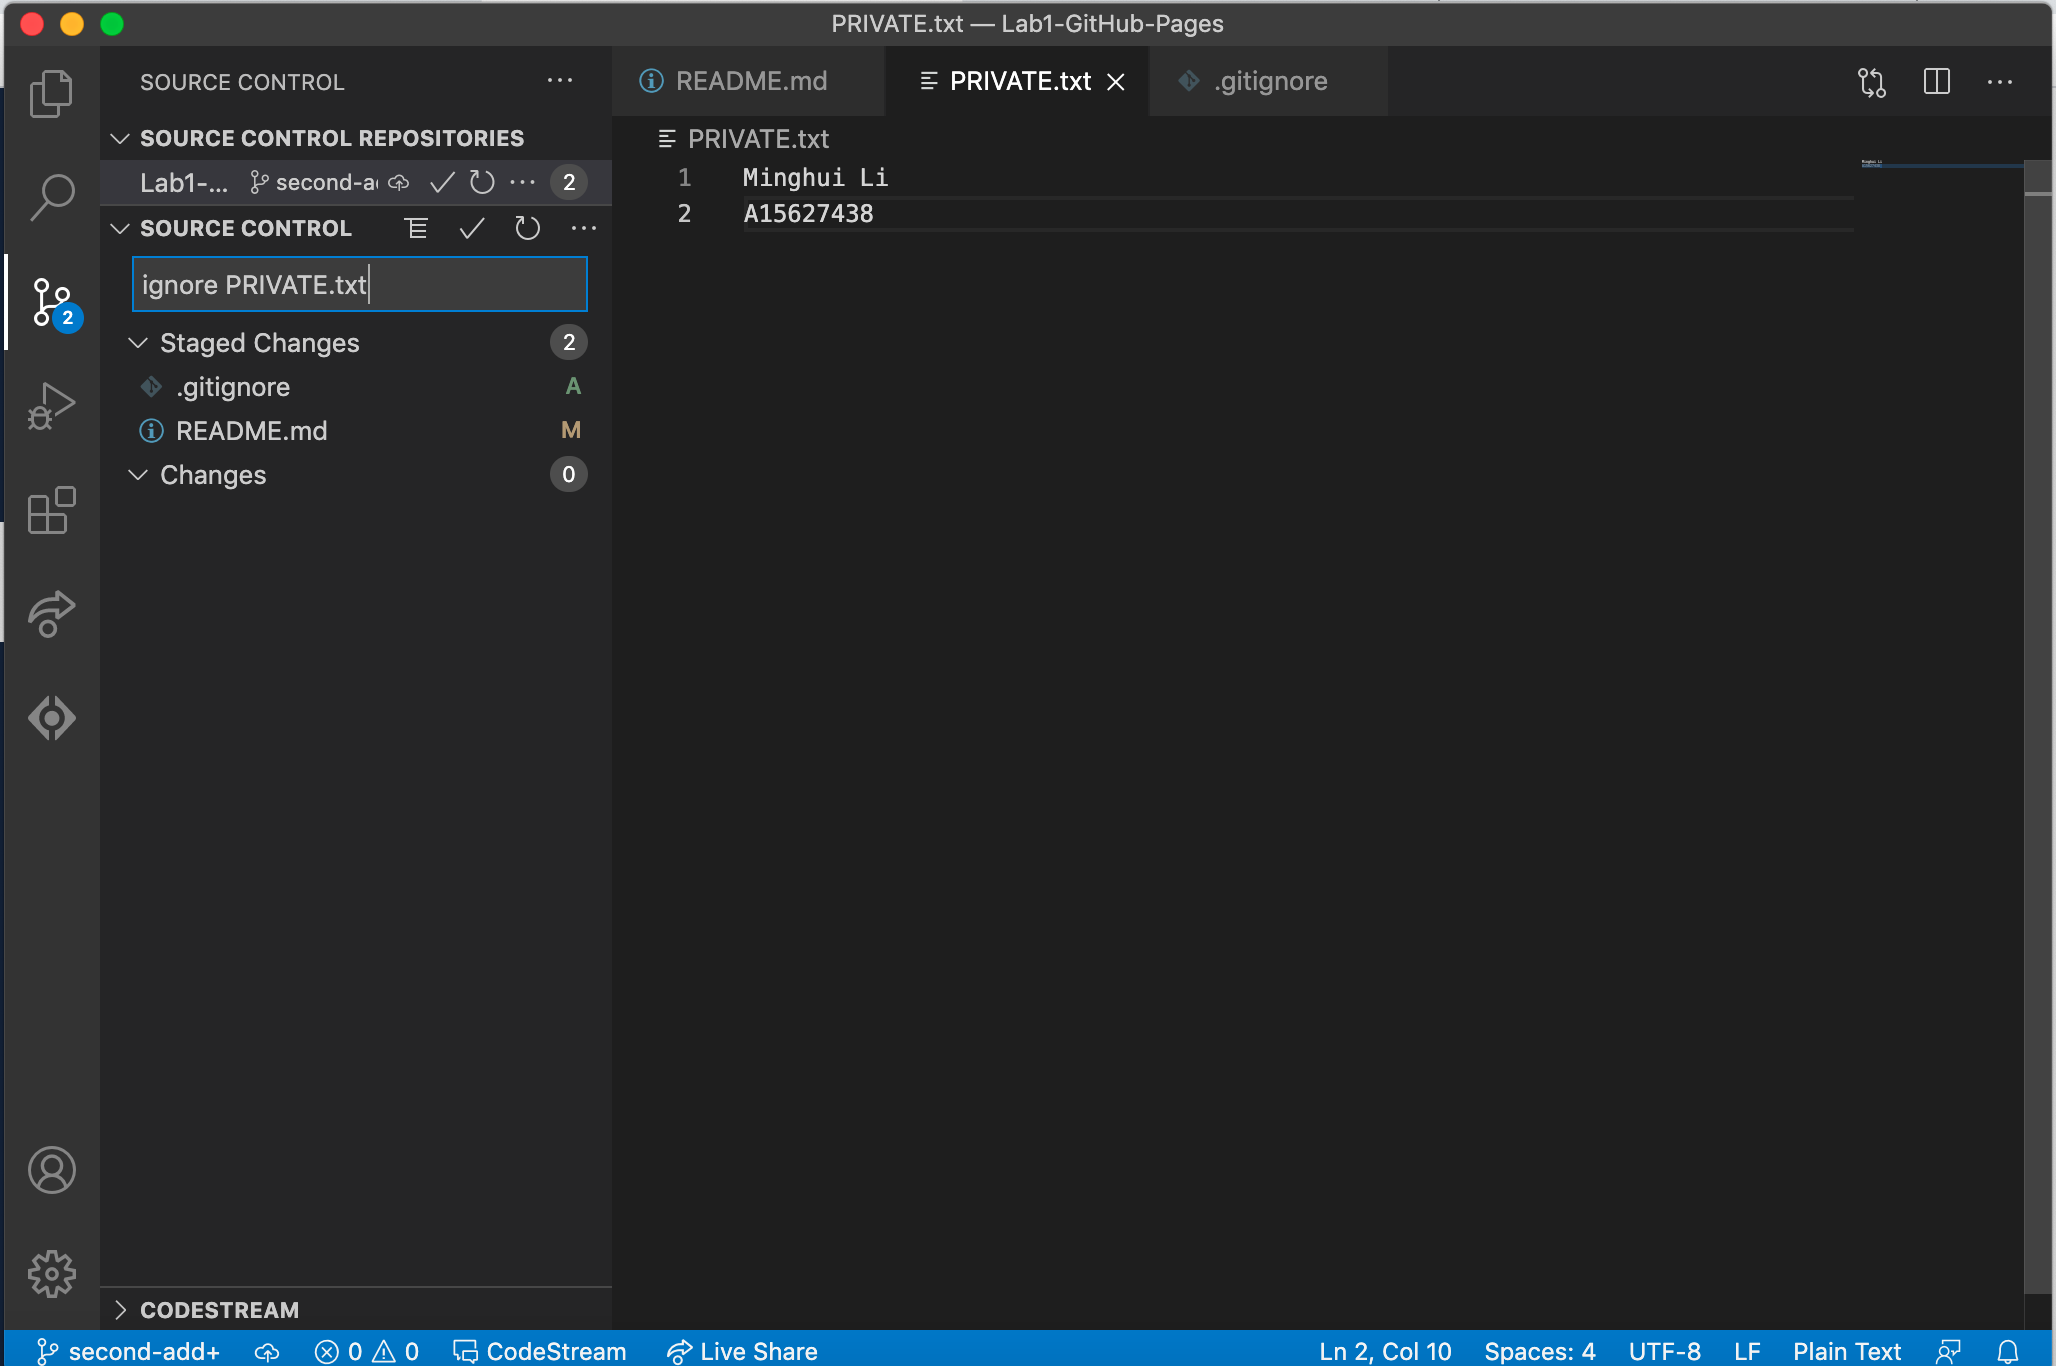 PRIVATE.txt — Lab1-GitHub-Pages
SOURCE CONTROL
SOURCE CONTROL REPOSITORIES
Lab1-... second-a 2
SOURCE CONTROL
ignore PRIVATE.txt
Staged Changes 2
.gitignore A
README.md M
Changes 0
2
CODESTREAM
README.md PRIVATE.txt .gitignore
PRIVATE.txt
1 Minghui Li
2 A15627438
second-add+ 0 0 CodeStream Live Share Ln 2, Col 10 Spaces: 4 UTF-8 LF Plain Text